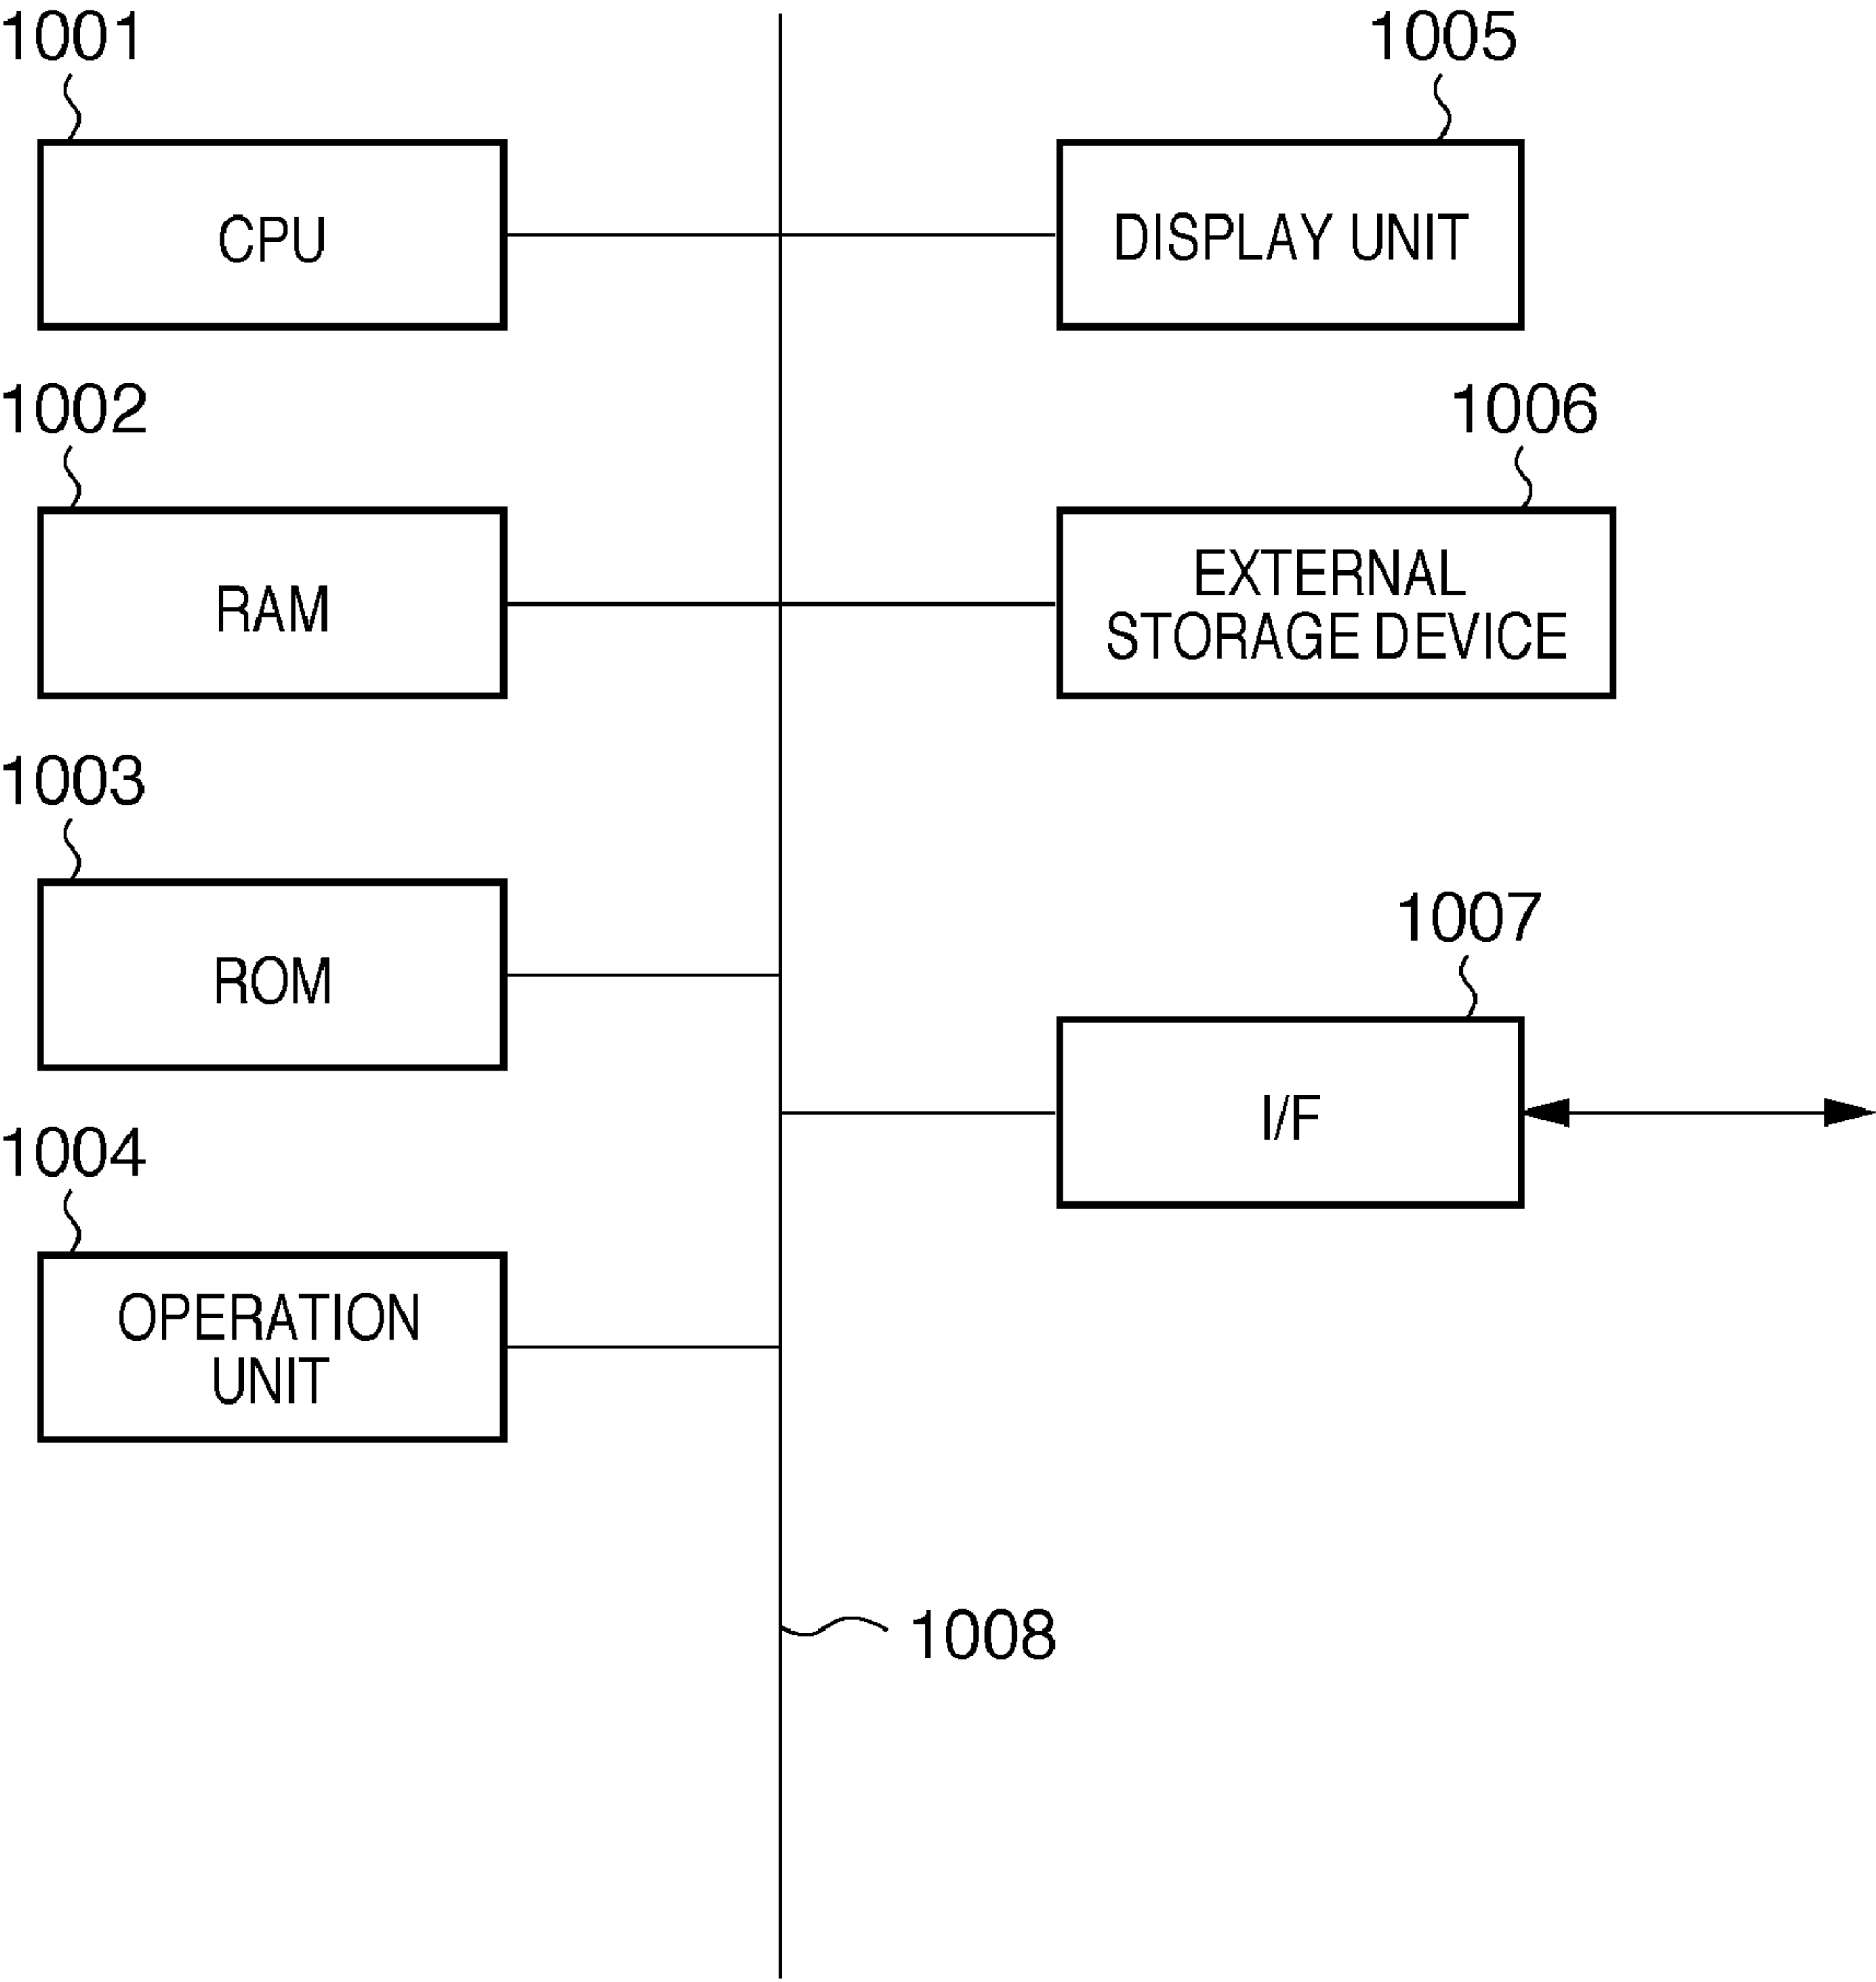 1001
CPU
1002
RAM
1003
ROM
1004
OPERATION
UNIT
1005
DISPLAY UNIT
1006
EXTERNAL
STORAGE DEVICE
1007
I/F
1008